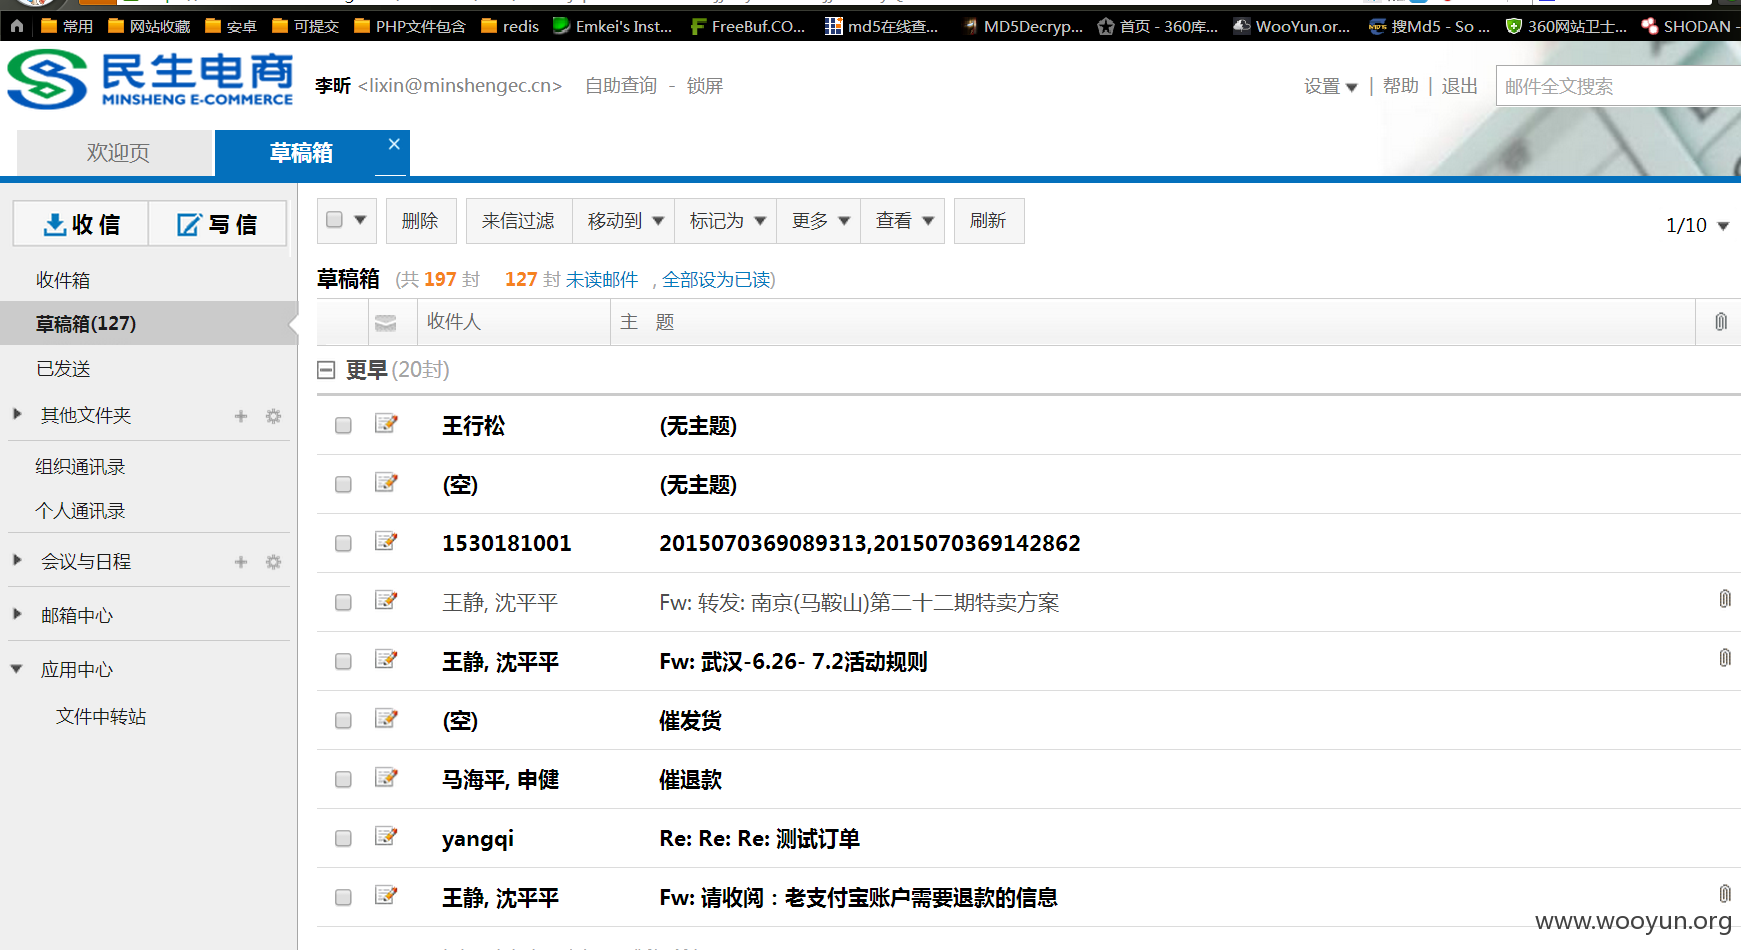 常用 网站收藏 安卓 可提交 PHP文件包含 redis Emkei's Inst... FreeBuf.CO... md5在线查... MD5Decryp... 首页 - 360库... WooYun.or... 搜Md5 - So ... 360网站卫士... SHODAN -
民生电商
MINSHENG E-COMMERCE
李昕 <lixin@minshengec.cn> 自助查询 - 锁屏
设置 | 帮助 | 退出 邮件全文搜索
欢迎页 草稿箱 ×
收信 写信
删除 来信过滤 移动到 标记为 更多 查看 刷新 1/10
草稿箱 (共 197 封 127 封 未读邮件 , 全部设为已读)
收件人 主 题
更早 (20封)
收件箱
草稿箱(127)
已发送
其他文件夹
组织通讯录
个人通讯录
会议与日程
邮箱中心
应用中心
文件中转站
王行松 (无主题)
(空) (无主题)
1530181001 2015070369089313,2015070369142862
王静, 沈平平 Fw: 转发: 南京(马鞍山)第二十二期特卖方案
王静, 沈平平 Fw: 武汉-6.26- 7.2活动规则
(空) 催发货
马海平, 申健 催退款
yangqi Re: Re: Re: 测试订单
王静, 沈平平 Fw: 请收阅：老支付宝账户需要退款的信息
www.wooyun.org